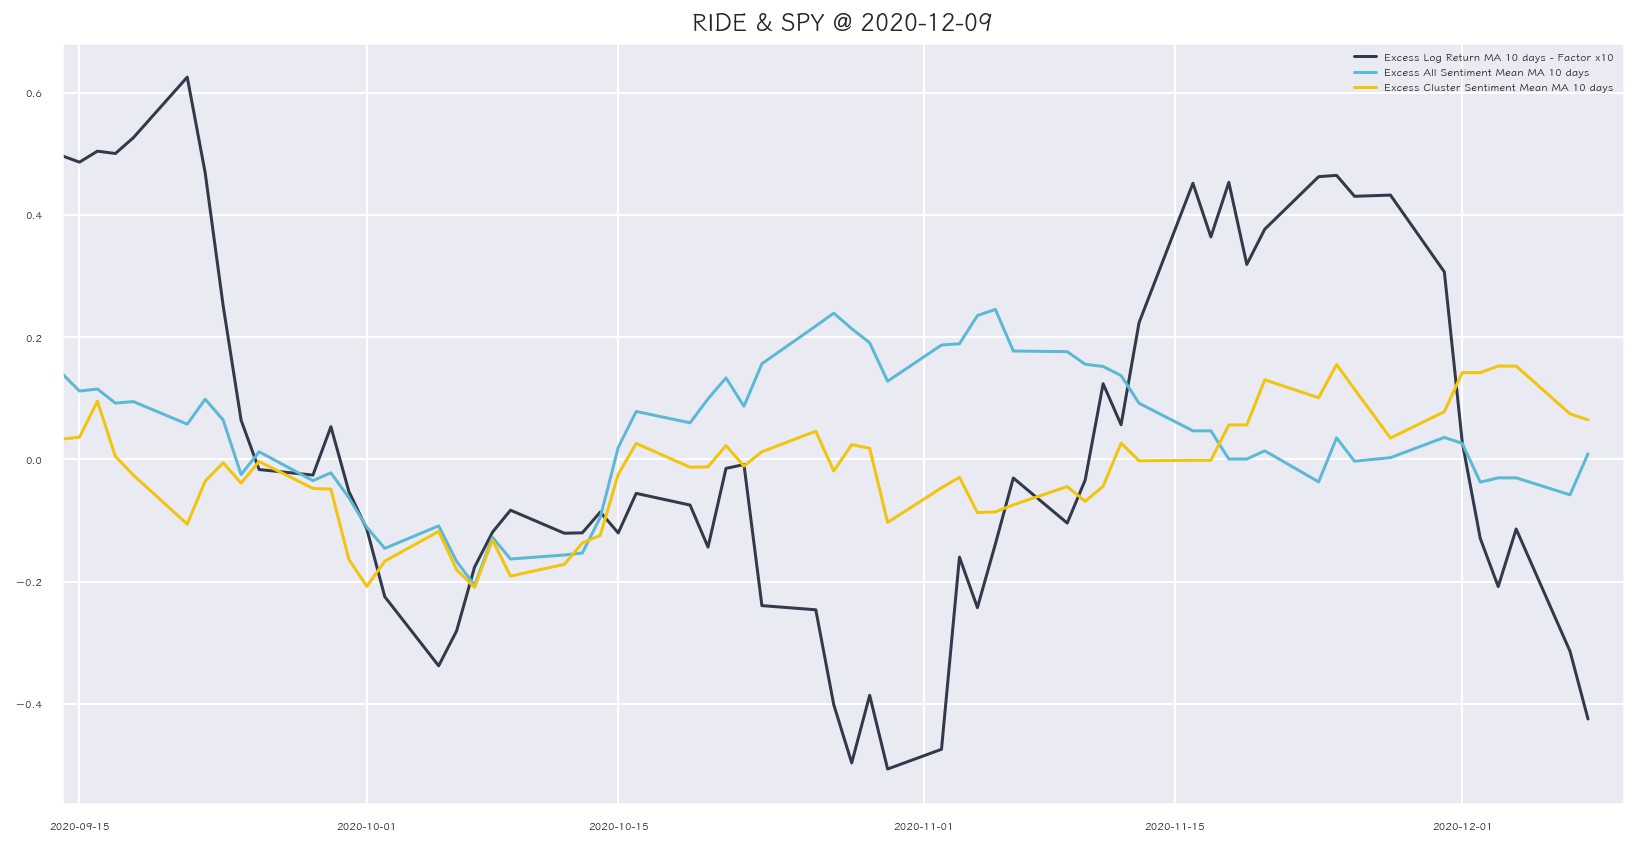 RIDE & SPY @ 2020-12-09
Excess Log Return MA 10 days - Factor x10
Excess All Sentiment Mean MA 10 days
Excess Cluster Sentiment Mean MA 10 days
0.6
0.4
0.2
0.0
−0.2
−0.4
2020-09-15 2020-10-01 2020-10-15 2020-11-01 2020-11-15 2020-12-01